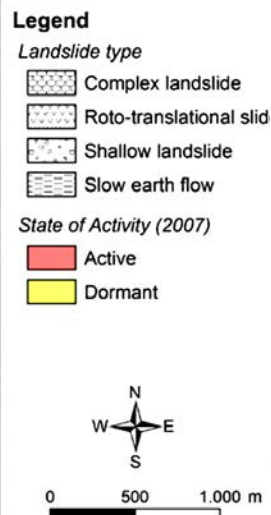 Legend
Landslide type
Complex landslide
Roto-translational slid
Shallow landslide
Slow earth flow
State of Activity (2007)
Active
Dormant
N
W E
S
0 500 1.000 m